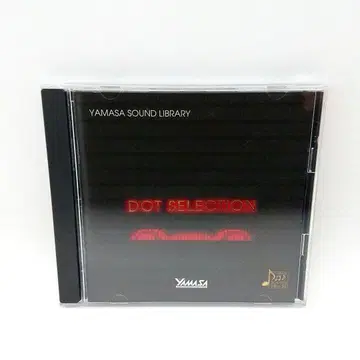 YAMASA SOUND LIBRARY
DOT SELECTION
YAMASA